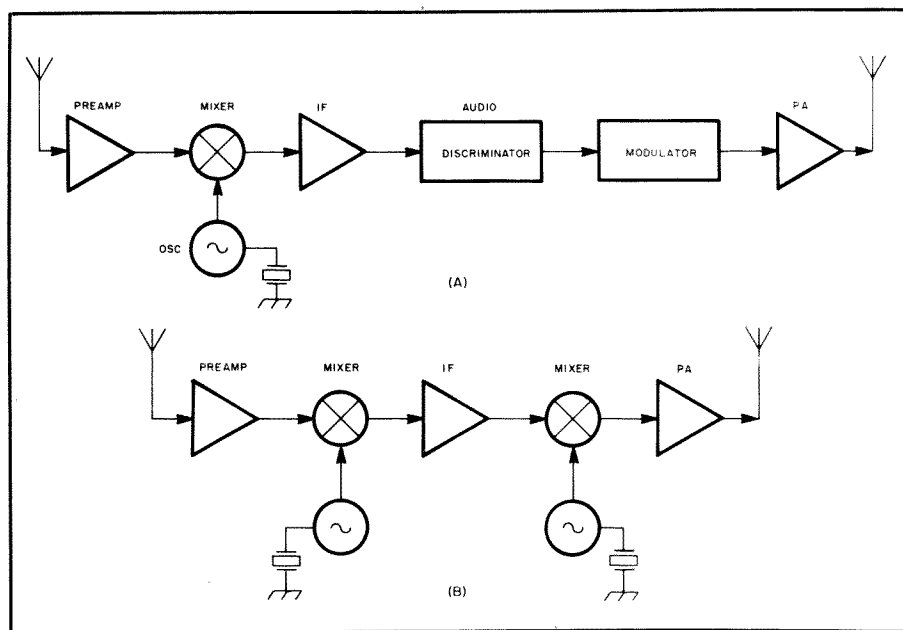 PREAMP
MIXER
IF
AUDIO
PA
DISCRIMINATOR
MODULATOR
OSC
(A)
PREAMP
MIXER
IF
MIXER
PA
(B)